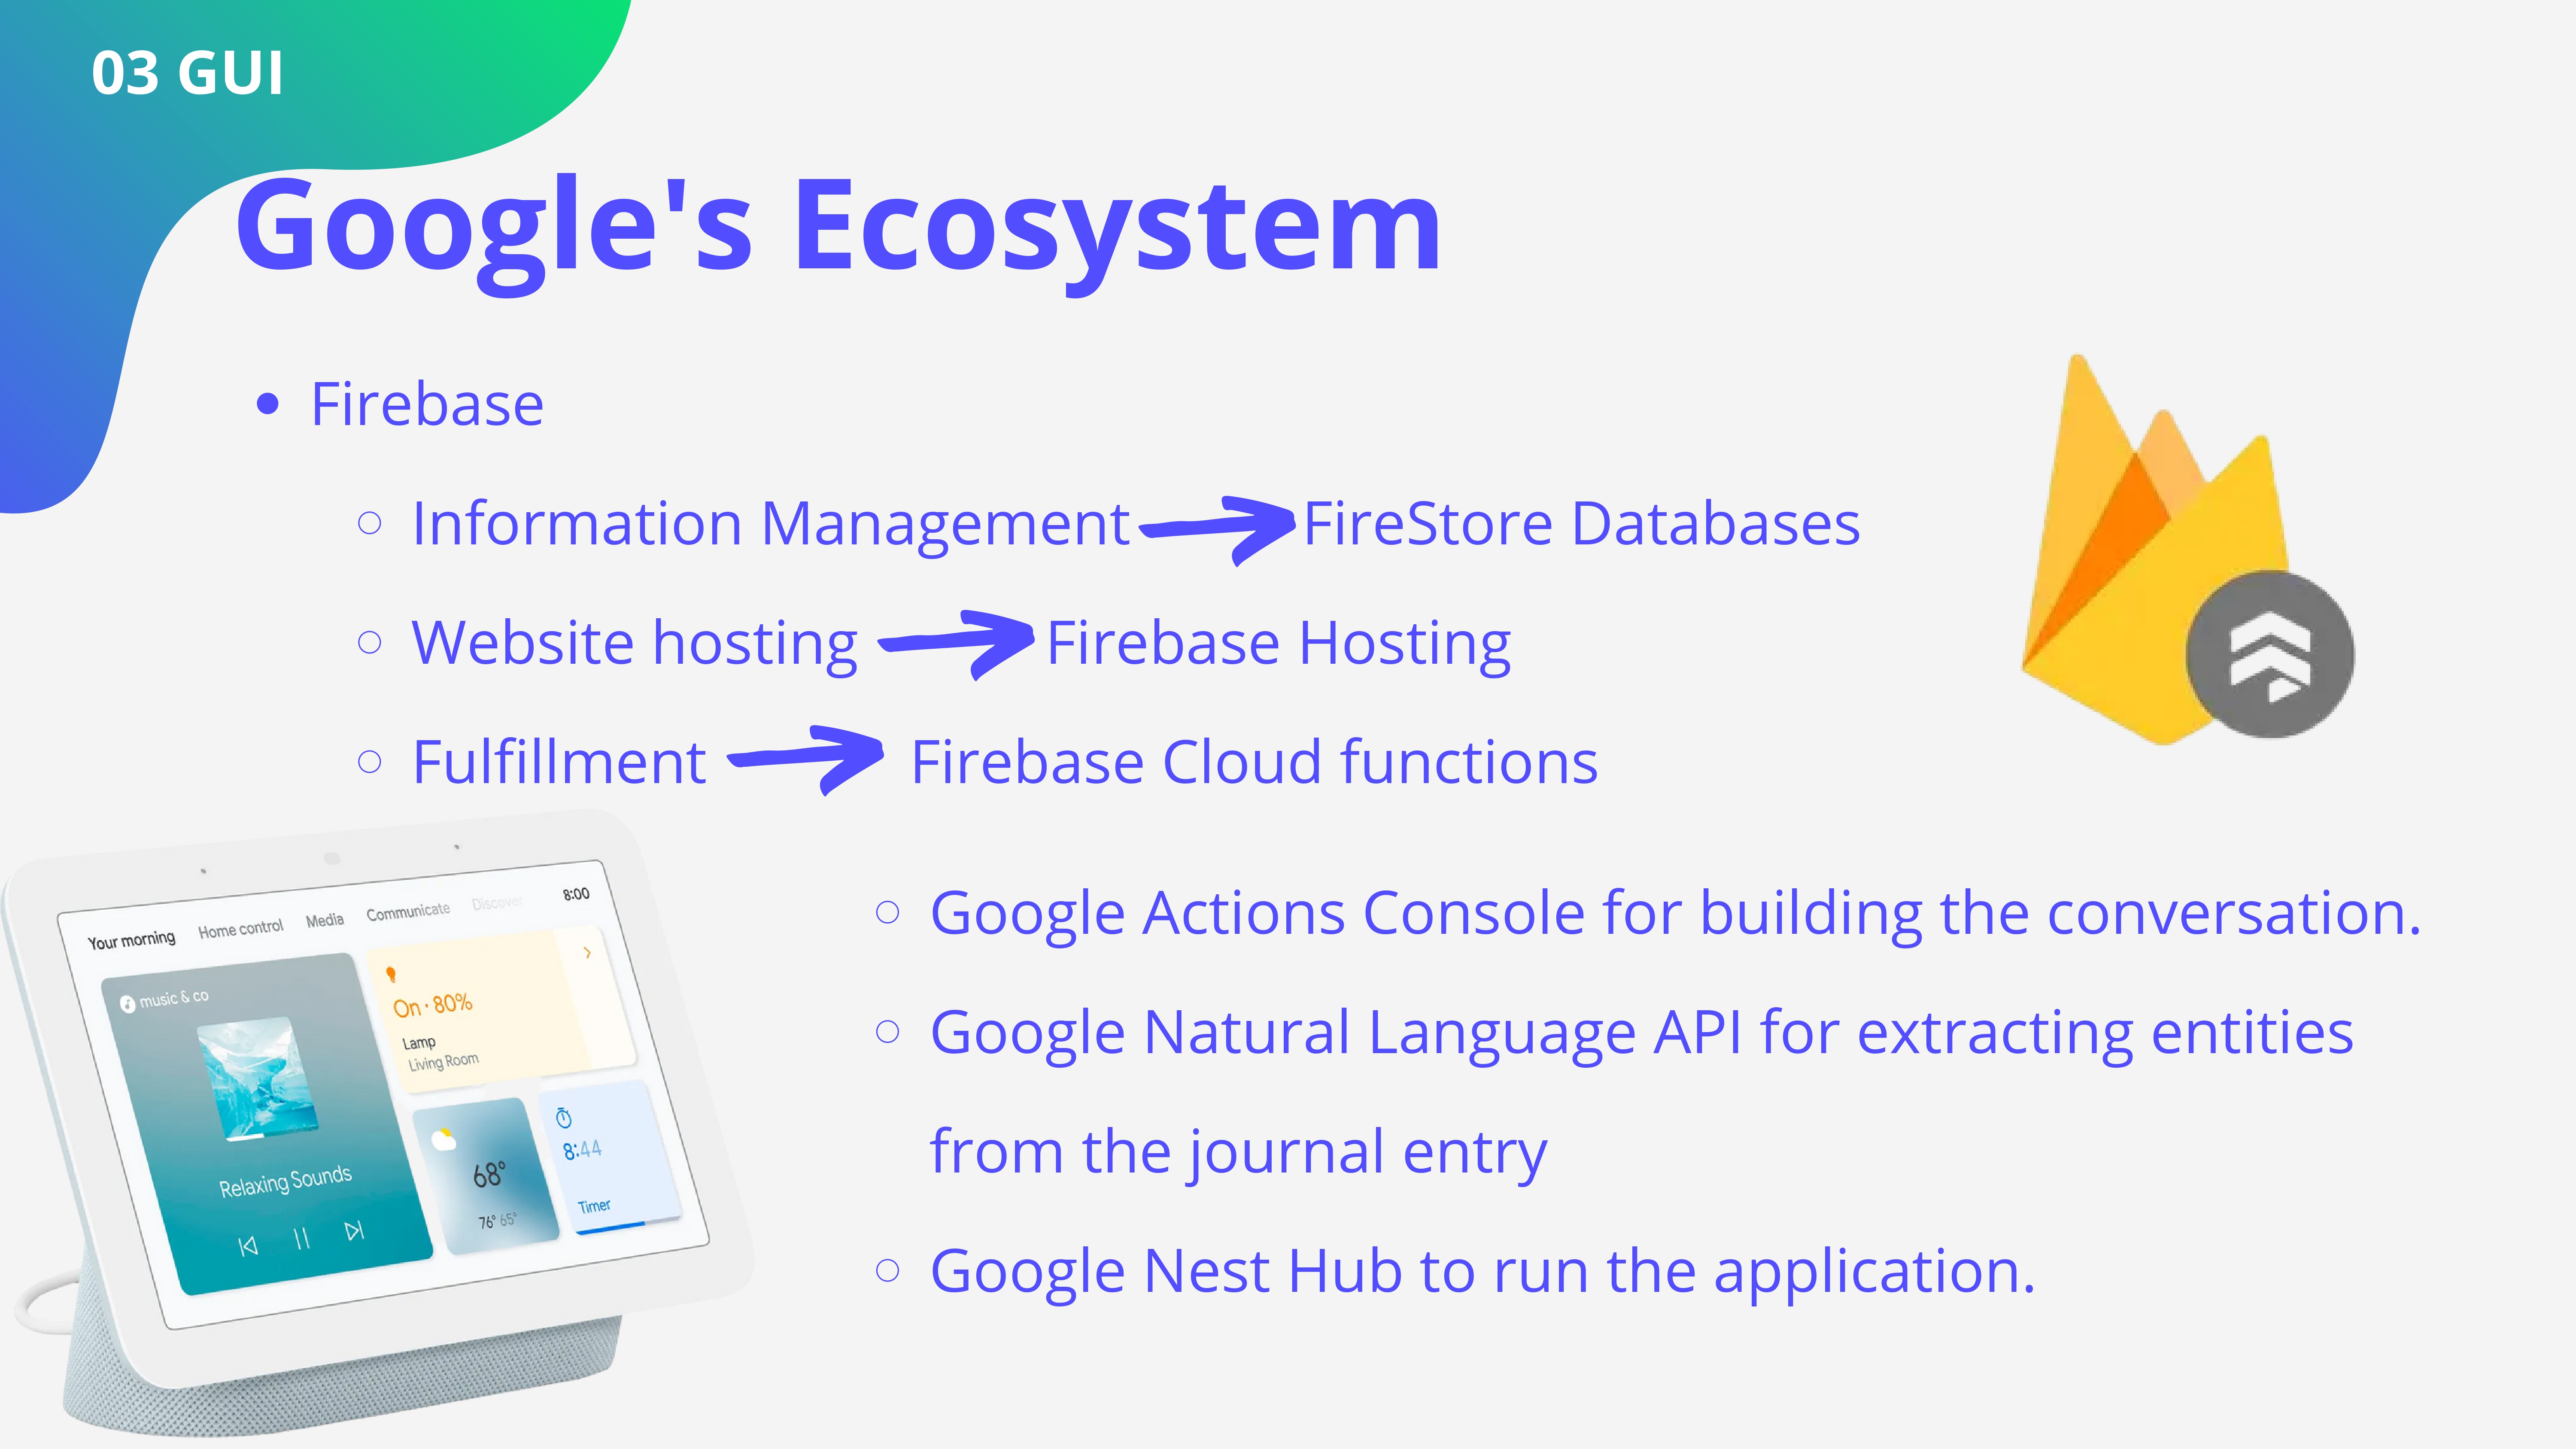 03 GUI
Google's Ecosystem
Firebase
Information Management FireStore Databases
Website hosting Firebase Hosting
Fulfillment Firebase Cloud functions
Google Actions Console for building the conversation.
Google Natural Language API for extracting entities
from the journal entry
Google Nest Hub to run the application.
Your morning Home control Media Communicate Discover 8:00
music & co
Relaxing Sounds
On · 80%
Lamp
Living Room
68°
76° 65°
8:44
Timer